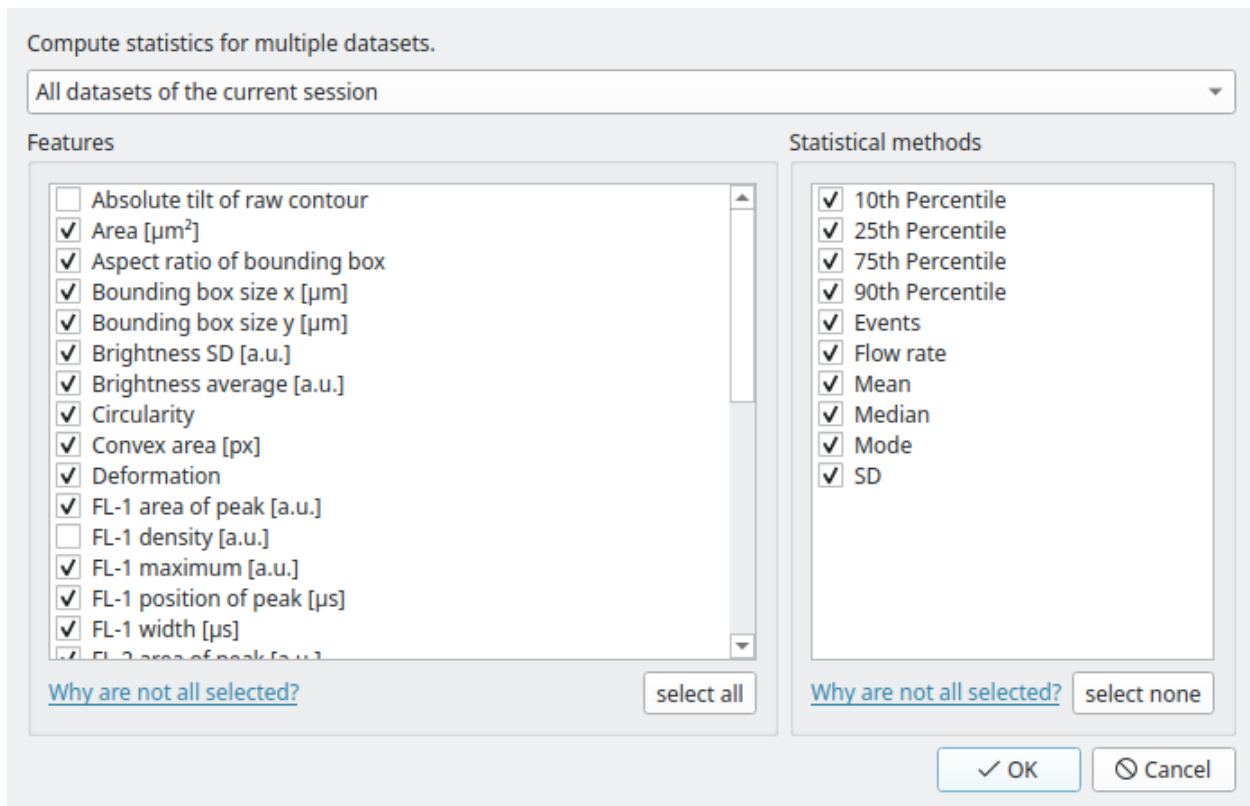 Compute statistics for multiple datasets.
All datasets of the current session
Features
Absolute tilt of raw contour
Area [µm²]
Aspect ratio of bounding box
Bounding box size x [µm]
Bounding box size y [µm]
Brightness SD [a.u.]
Brightness average [a.u.]
Circularity
Convex area [px]
Deformation
FL-1 area of peak [a.u.]
FL-1 density [a.u.]
FL-1 maximum [a.u.]
FL-1 position of peak [µs]
FL-1 width [µs]
FL-2 area of peak [a.u.]
Why are not all selected?
select all
Statistical methods
10th Percentile
25th Percentile
75th Percentile
90th Percentile
Events
Flow rate
Mean
Median
Mode
SD
Why are not all selected?
select none
OK
Cancel